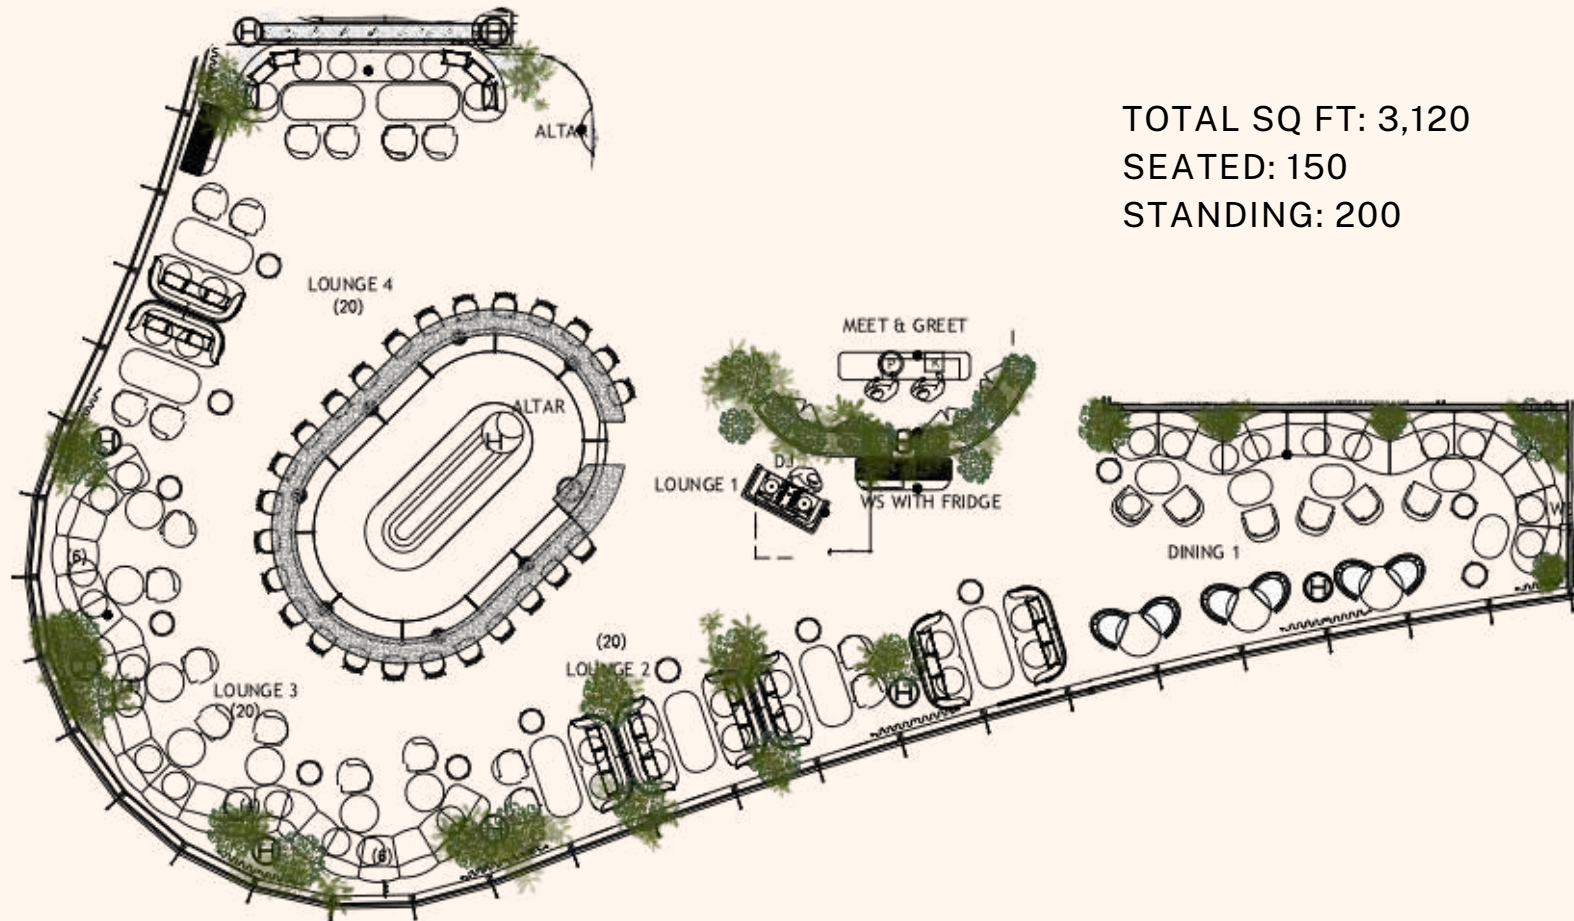 TOTAL SQ FT: 3,120
SEATED: 150
STANDING: 200
H
H
ALTAR
LOUNGE 4
(20)
MEET & GREET
P
K
ALTAR
H
H
DJ
LOUNGE 1
WS WITH FRIDGE
W
DINING 1
(6)
H
(20)
LOUNGE 2
H
LOUNGE 3
(20)
H
H
(6)